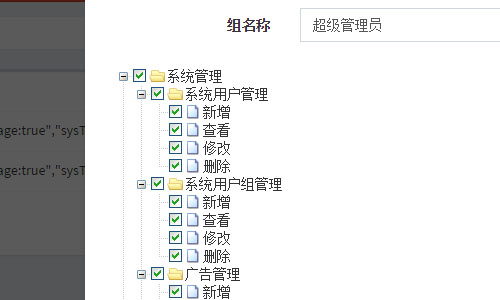 组名称 超级管理员
系统管理
系统用户管理
新增
age:true","sysT
查看
修改
age:true","sysT
删除
系统用户组管理
新增
查看
修改
删除
广告管理
新增